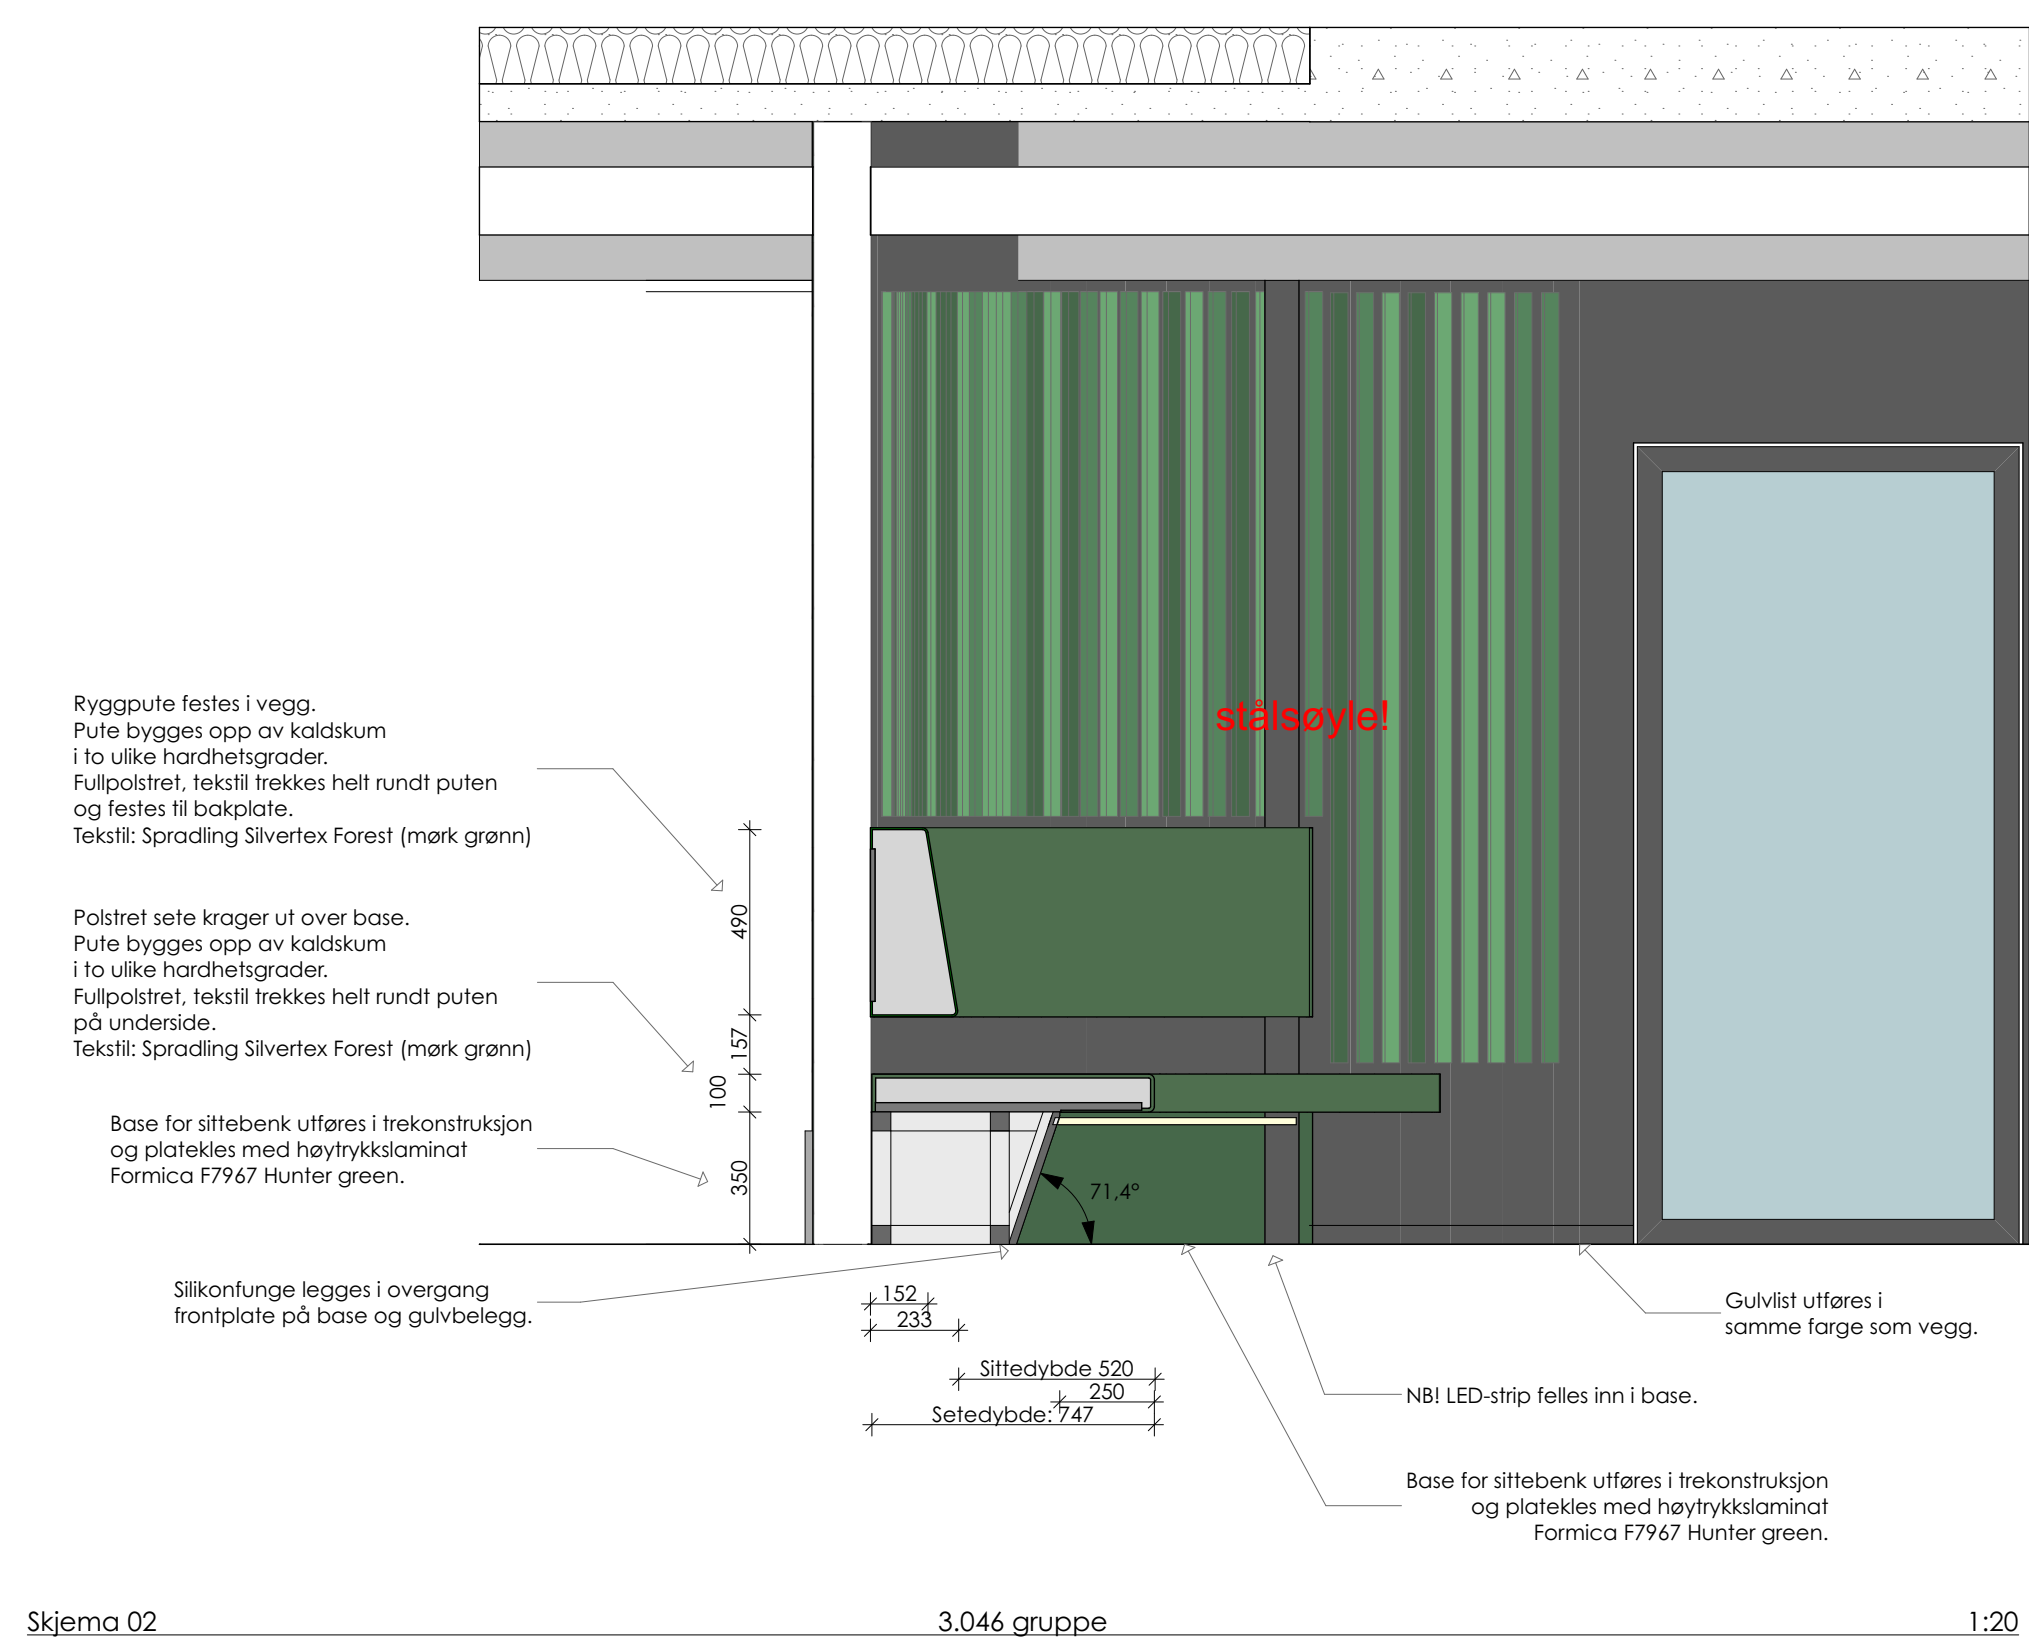 stålsøyle!
Ryggpute festes i vegg.
Pute bygges opp av kaldskum
i to ulike hardhetsgrader.
Fullpolstret, tekstil trekkes helt rundt puten
og festes til bakplate.
Tekstil: Spradling Silvertex Forest (mørk grønn)
490
Polstret sete krager ut over base.
Pute bygges opp av kaldskum
i to ulike hardhetsgrader.
Fullpolstret, tekstil trekkes helt rundt puten
på underside.
Tekstil: Spradling Silvertex Forest (mørk grønn)
157
100
Base for sittebenk utføres i trekonstruksjon
og platekles med høytrykkslaminat
Formica F7967 Hunter green.
350
71,4°
Silikonfunge legges i overgang
frontplate på base og gulvbelegg.
152
233
Sittedybde 520
250
Setedybde: 747
Gulvlist utføres i
samme farge som vegg.
NB! LED-strip felles inn i base.
Base for sittebenk utføres i trekonstruksjon
og platekles med høytrykkslaminat
Formica F7967 Hunter green.
Skjema 02
3.046 gruppe
1:20